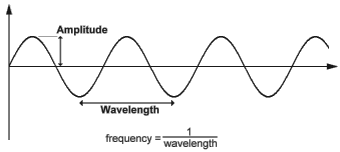 Amplitude
Wavelength
frequency = 1
wavelength